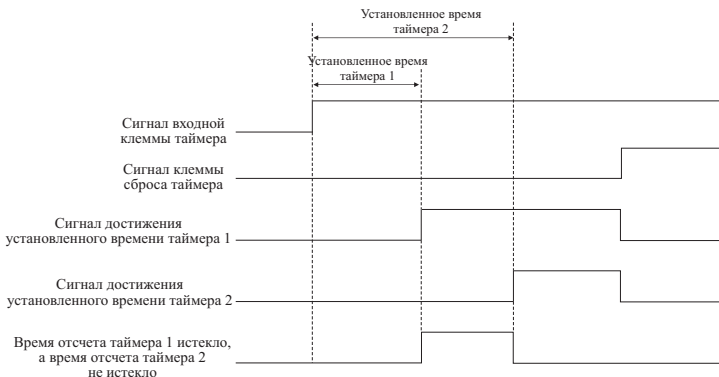 Установленное время
таймера 2
Установленное время
таймера 1
Сигнал входной
клеммы таймера
Сигнал клеммы
сброса таймера
Сигнал достижения
установленного времени таймера 1
Сигнал достижения
установленного времени таймера 2
Время отсчета таймера 1 истекло,
а время отсчета таймера 2
не истекло